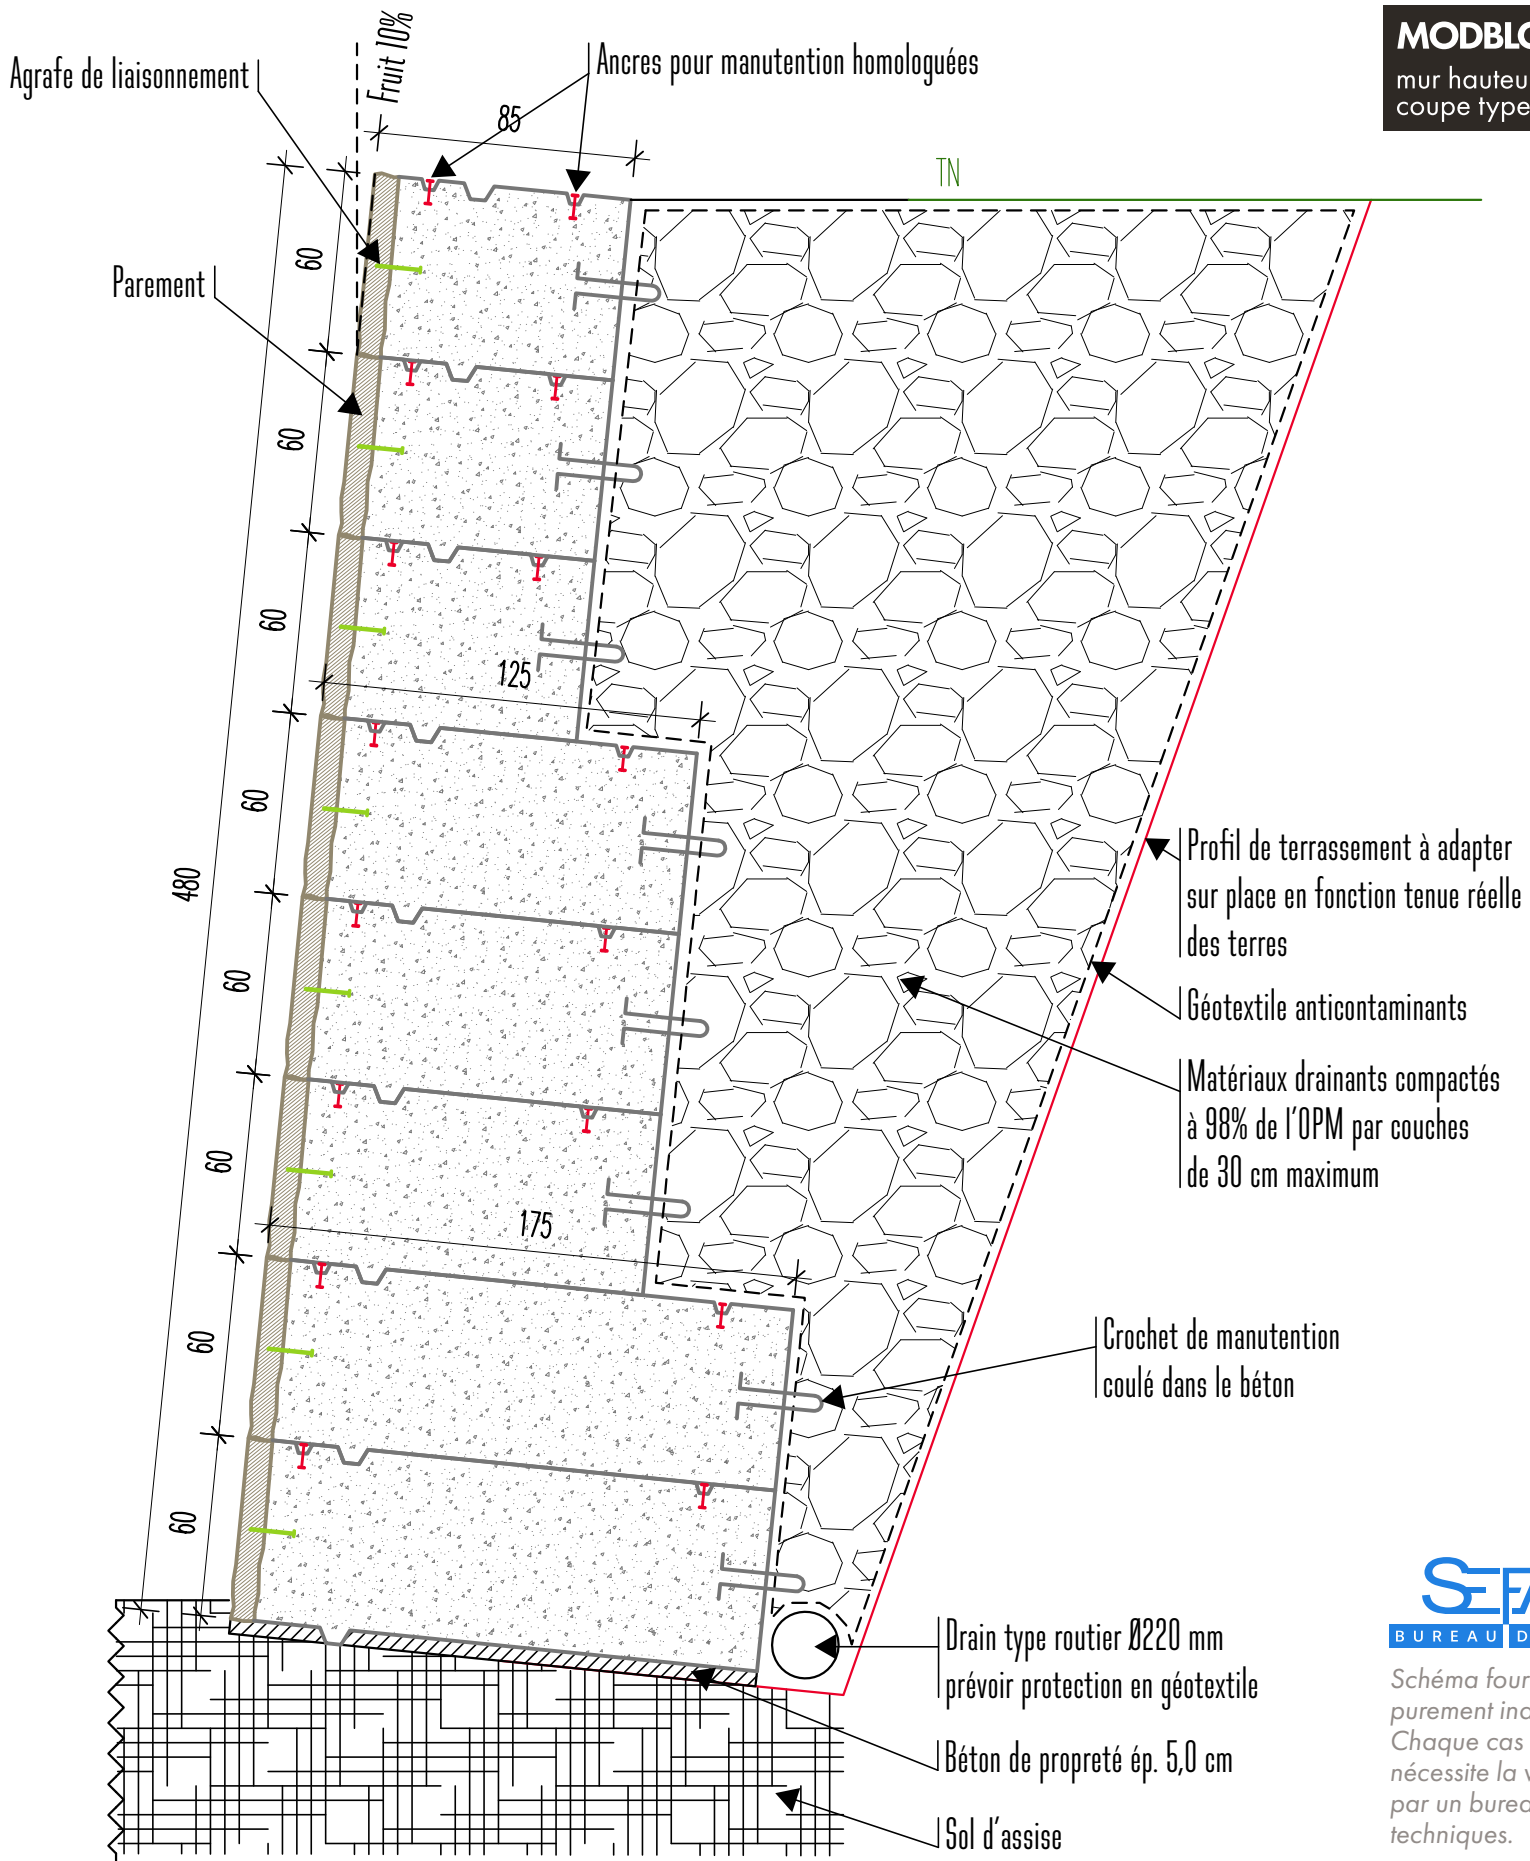 MODBLO
mur hauteu
coupe type
Fruit 10%
Agrafe de liaisonnement
Ancres pour manutention homologuées
85
TN
60
Parement
60
60
125
60
480
Profil de terrassement à adapter
sur place en fonction tenue réelle
des terres
60
Géotextile anticontaminants
Matériaux drainants compactés
à 98% de l'OPM par couches
de 30 cm maximum
60
175
60
Crochet de manutention
coulé dans le béton
60
Drain type routier Ø220 mm
prévoir protection en géotextile
Béton de propreté ép. 5,0 cm
Sol d'assise
BUREAU D
Schéma four
purement ind
Chaque cas
nécessite la v
par un burea
techniques.